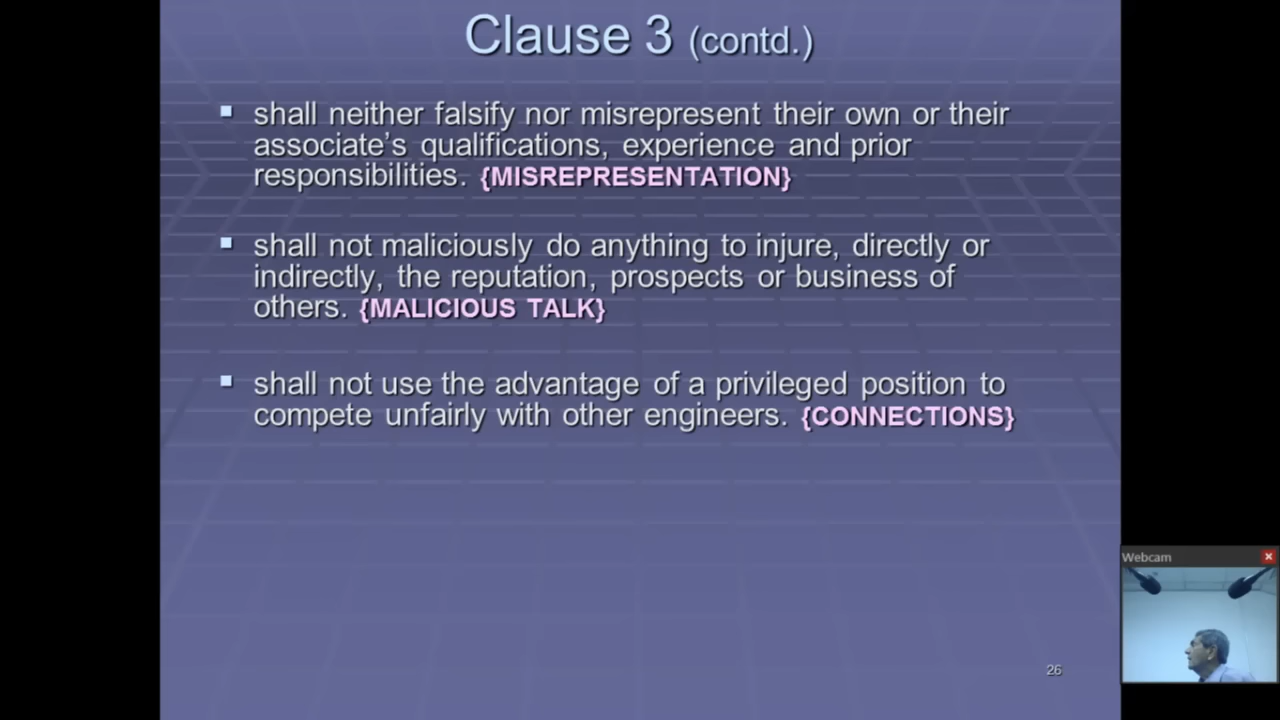 Clause 3 (contd.)
shall neither falsify nor misrepresent their own or their
associate's qualifications, experience and prior
responsibilities. {MISREPRESENTATION}
shall not maliciously do anything to injure, directly or
indirectly, the reputation, prospects or business of
others. {MALICIOUS TALK}
shall not use the advantage of a privileged position to
compete unfairly with other engineers. {CONNECTIONS}
Webcam
26